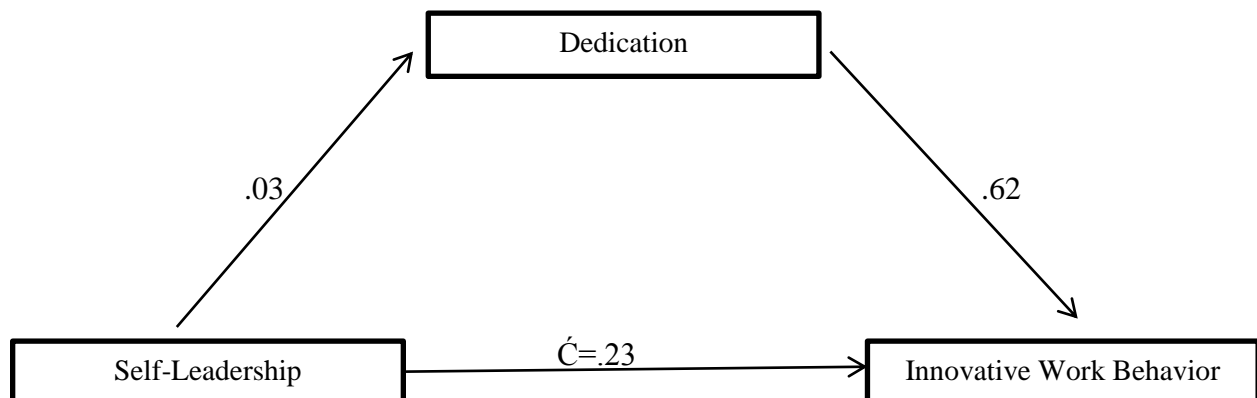 Dedication
.03
.62
Ć=.23
Self-Leadership
Innovative Work Behavior